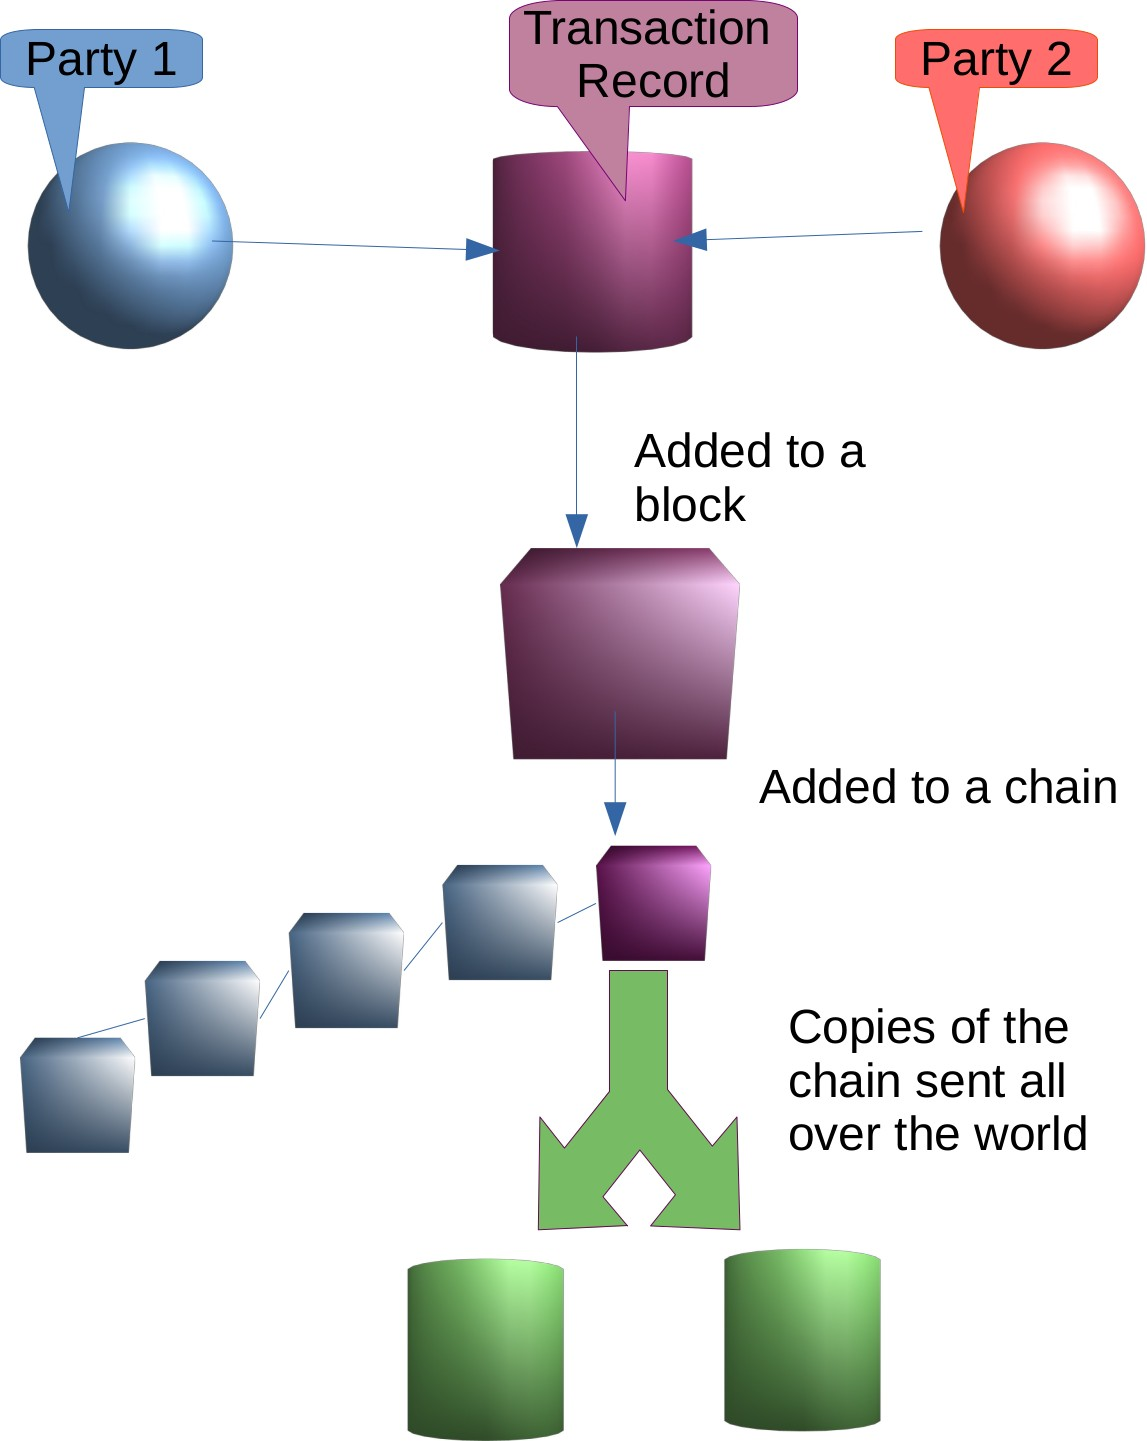 Party 1
Transaction
Record
Party 2
Added to a
block
Added to a chain
Copies of the
chain sent all
over the world